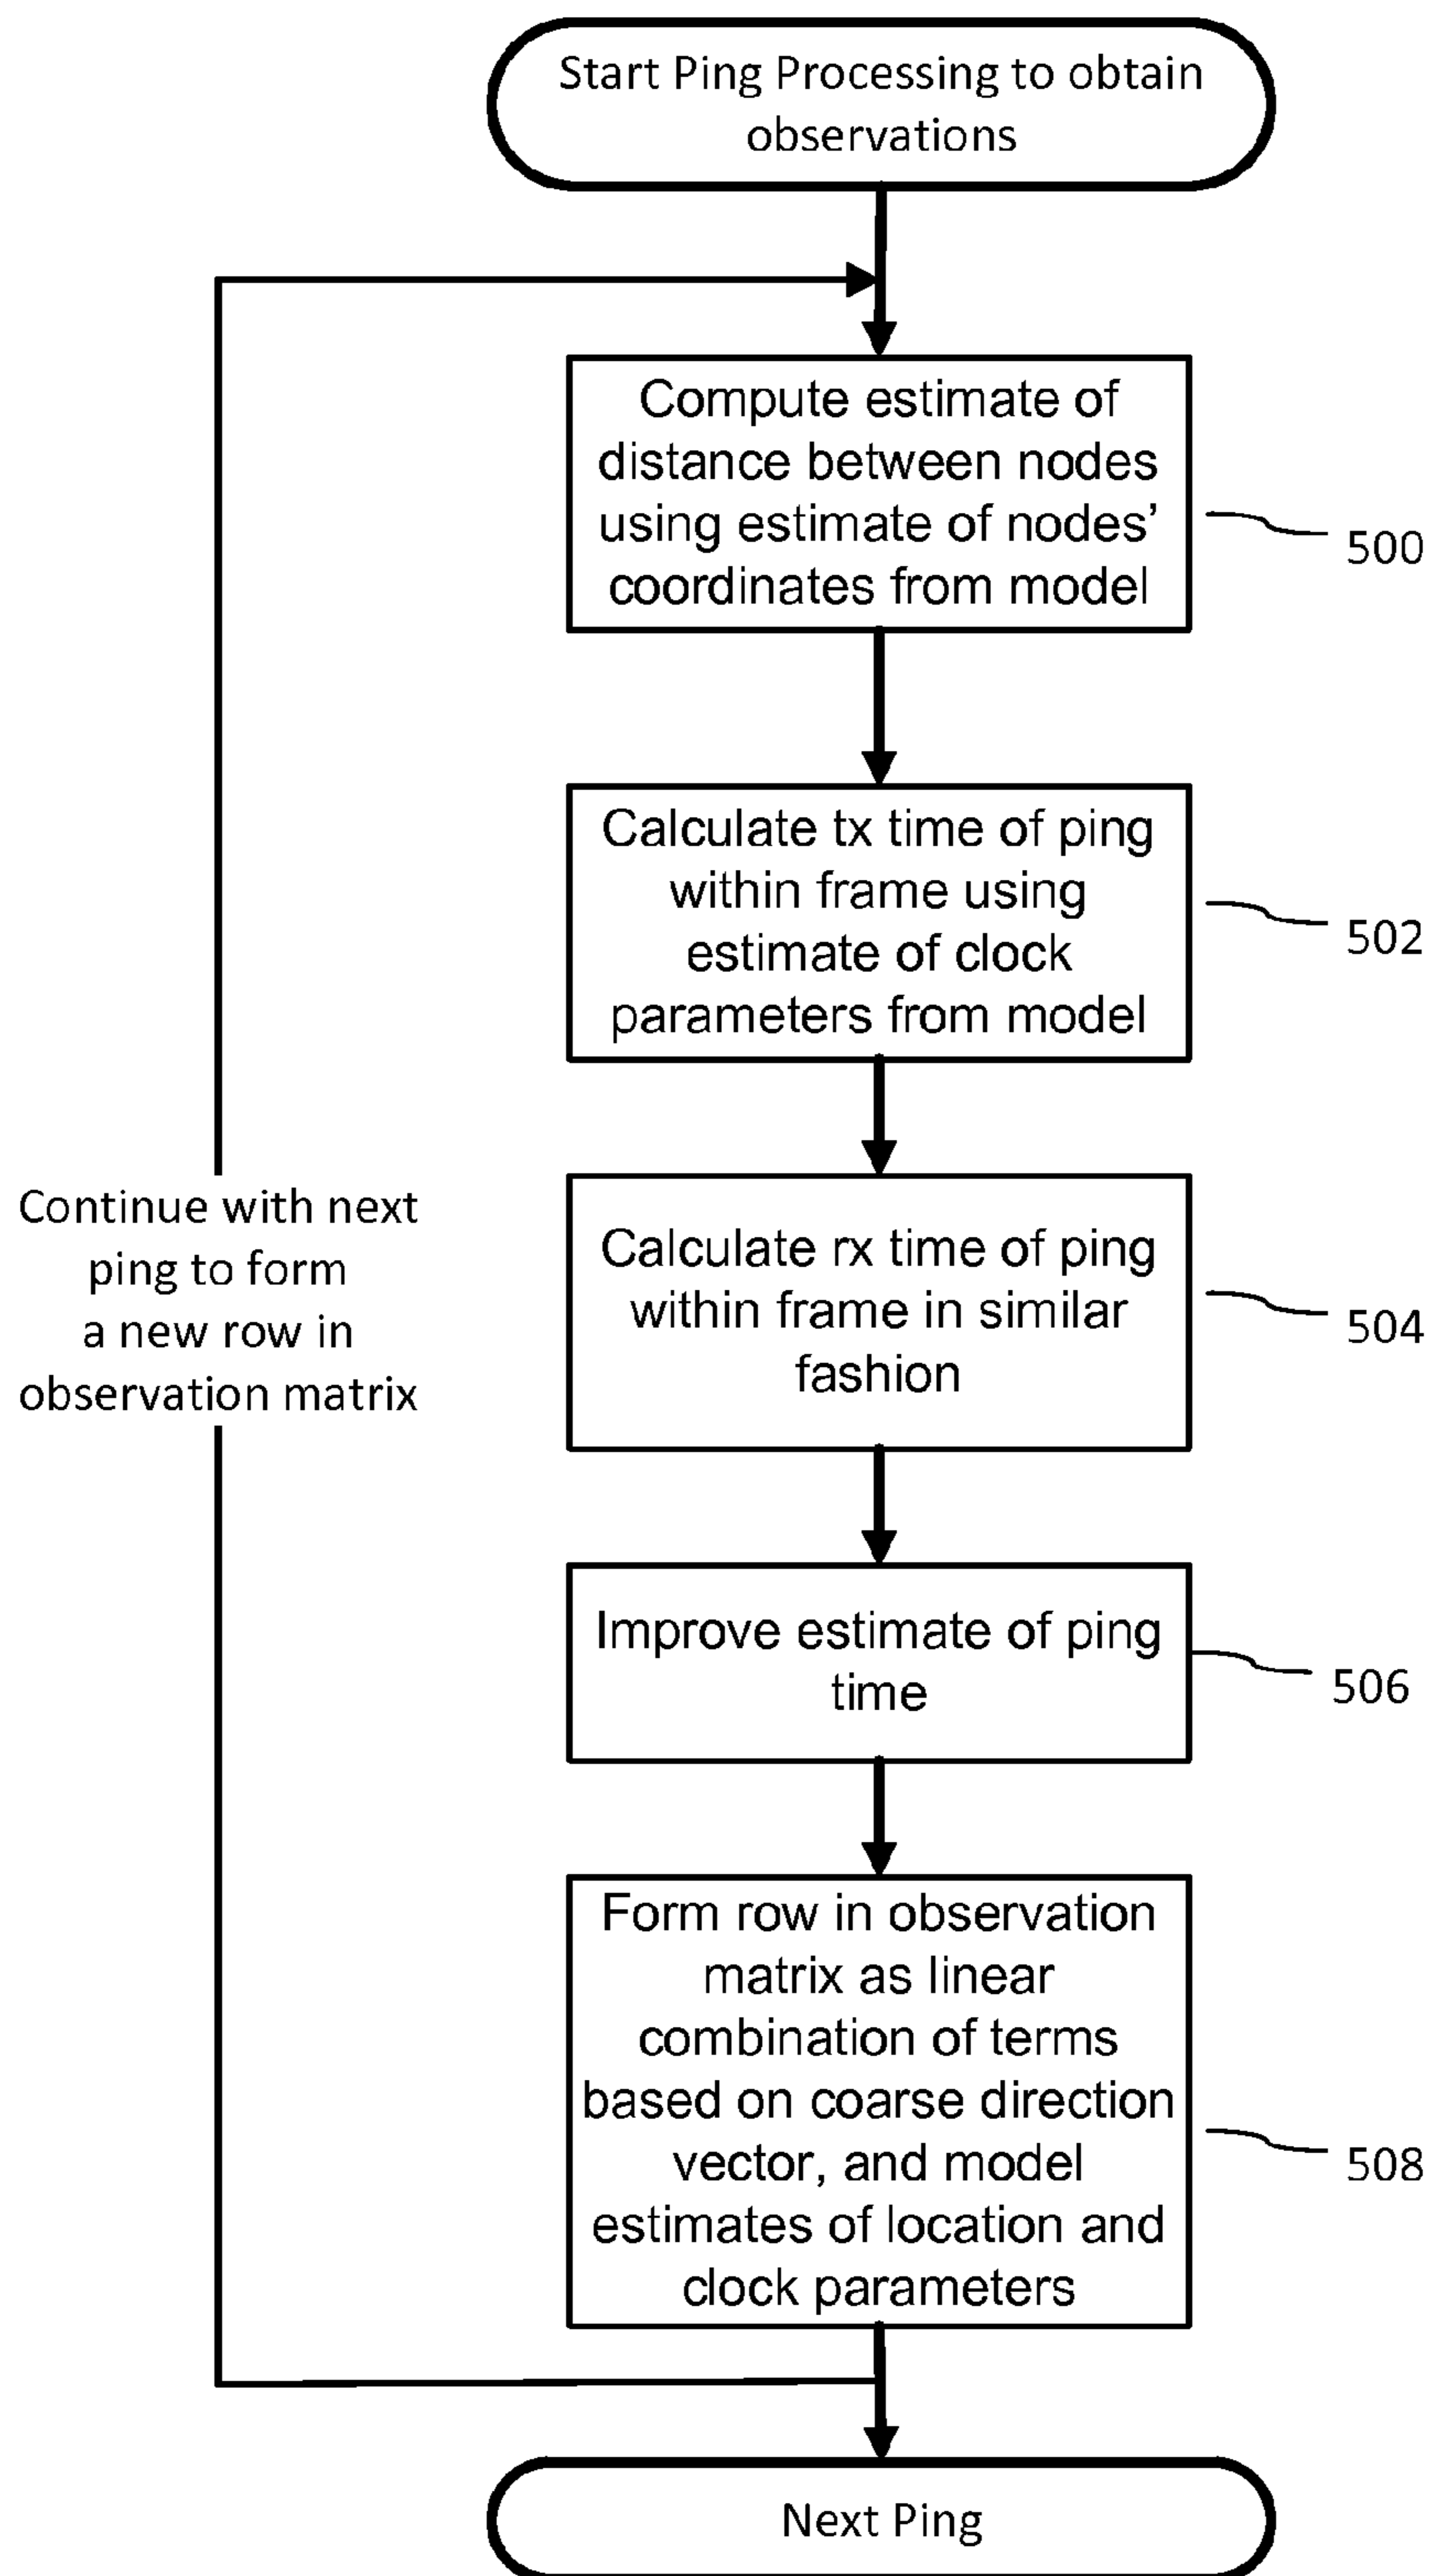 Start Ping Processing to obtain
observations
Compute estimate of
distance between nodes
using estimate of nodes’
coordinates from model
500
Calculate tx time of ping
within frame using
estimate of clock
parameters from model
502
Continue with next
ping to form
a new row in
observation matrix
Calculate rx time of ping
within frame in similar
fashion
504
Improve estimate of ping
time
506
Form row in observation
matrix as linear
combination of terms
based on coarse direction
vector, and model
estimates of location and
clock parameters
508
Next Ping